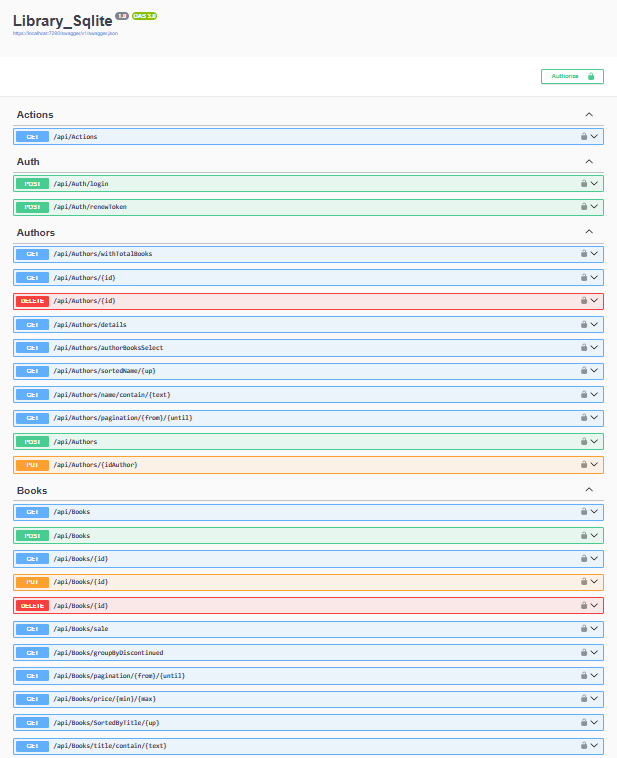 Library_Sqlite 1.0 OAS 3.0
https://localhost:7280/swagger/v1/swagger.json
Authorize
Actions
GET /api/Actions
Auth
POST /api/Auth/login
POST /api/Auth/renewToken
Authors
GET /api/Authors/withTotalBooks
GET /api/Authors/{id}
DELETE /api/Authors/{id}
GET /api/Authors/details
GET /api/Authors/authorBooksSelect
GET /api/Authors/sortedName/{up}
GET /api/Authors/name/contain/{text}
GET /api/Authors/pagination/{from}/{until}
POST /api/Authors
PUT /api/Authors/{idAuthor}
Books
GET /api/Books
POST /api/Books
GET /api/Books/{id}
PUT /api/Books/{id}
DELETE /api/Books/{id}
GET /api/Books/sale
GET /api/Books/groupByDiscontinued
GET /api/Books/pagination/{from}/{until}
GET /api/Books/price/{min}/{max}
GET /api/Books/SortedByTitle/{up}
GET /api/Books/title/contain/{text}